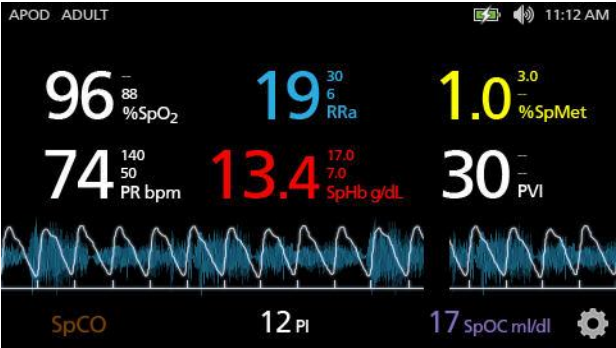 APOD ADULT 11:12 AM
96 – 88 %SpO₂
19 30 6 RRa
1.0 3.0 – %SpMet
74 140 50 PR bpm
13.4 17.0 7.0 SpHb g/dL
30 – – PVI
SpCO 12 PI 17 SpOC ml/dl